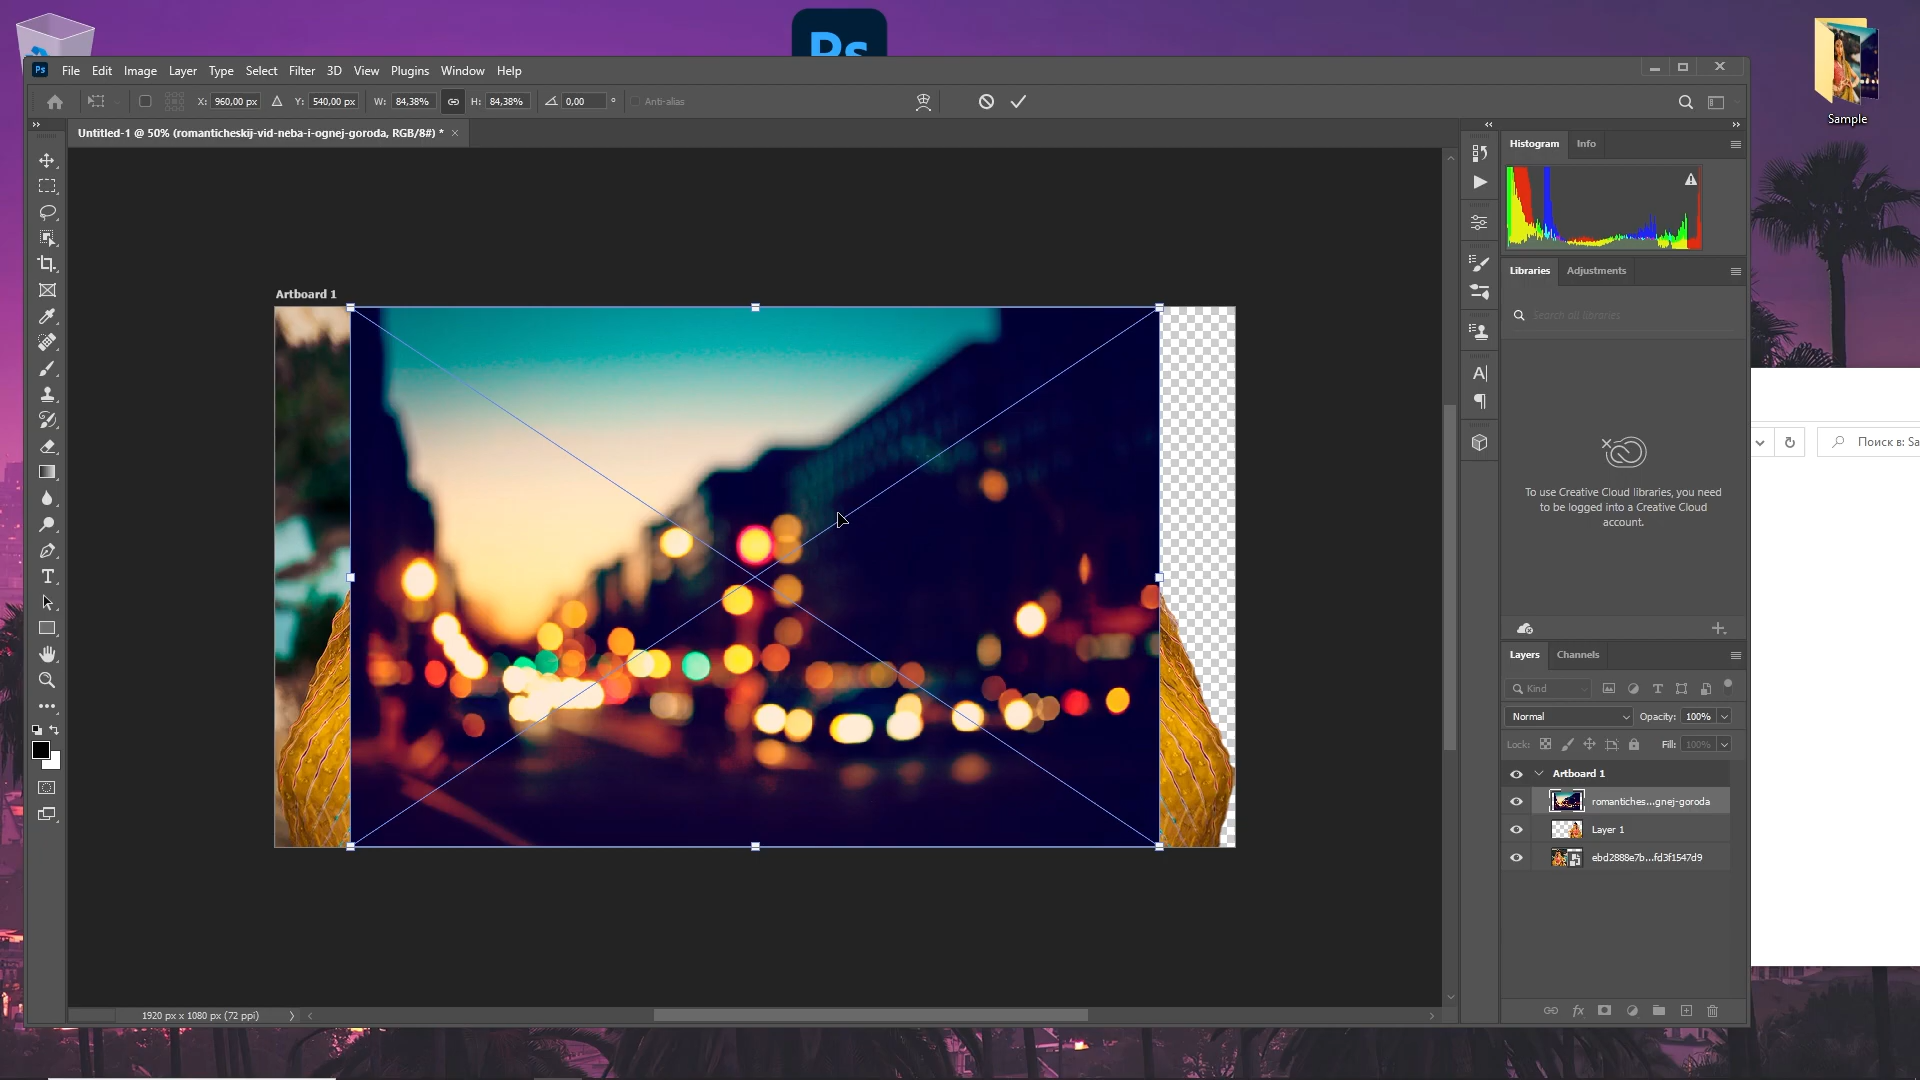 Ps
Sample
Ps File Edit Image Layer Type Select Filter 3D View Plugins Window Help
X: 960,00 px Y: 540,00 px W: 84,38% H: 84,38% 0,00 ° Anti-alias
Untitled-1 @ 50% (romanticheskij-vid-neba-i-ognej-goroda, RGB/8#) *
Histogram Info
Libraries Adjustments
Search all libraries
To use Creative Cloud libraries, you need
to be logged into a Creative Cloud
account.
Поиск в: Sa
Artboard 1
Layers Channels
Kind
Normal Opacity: 100%
Lock: Fill: 100%
Artboard 1
romantiches...gnej-goroda
Layer 1
ebd2888e7b...fd3f1547d9
1920 px x 1080 px (72 ppi)